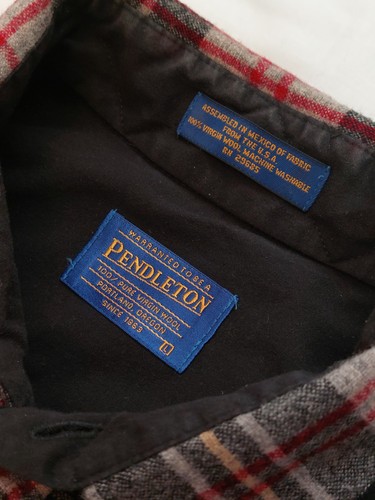 ASSEMBLED IN MEXICO OF FABRIC
FROM THE U.S.A.
100% VIRGIN WOOL MACHINE WASHABLE
RN 29685
WARRANTED TO BE A
PENDLETON
100% PURE VIRGIN WOOL
PORTLAND, OREGON
SINCE 1863
L